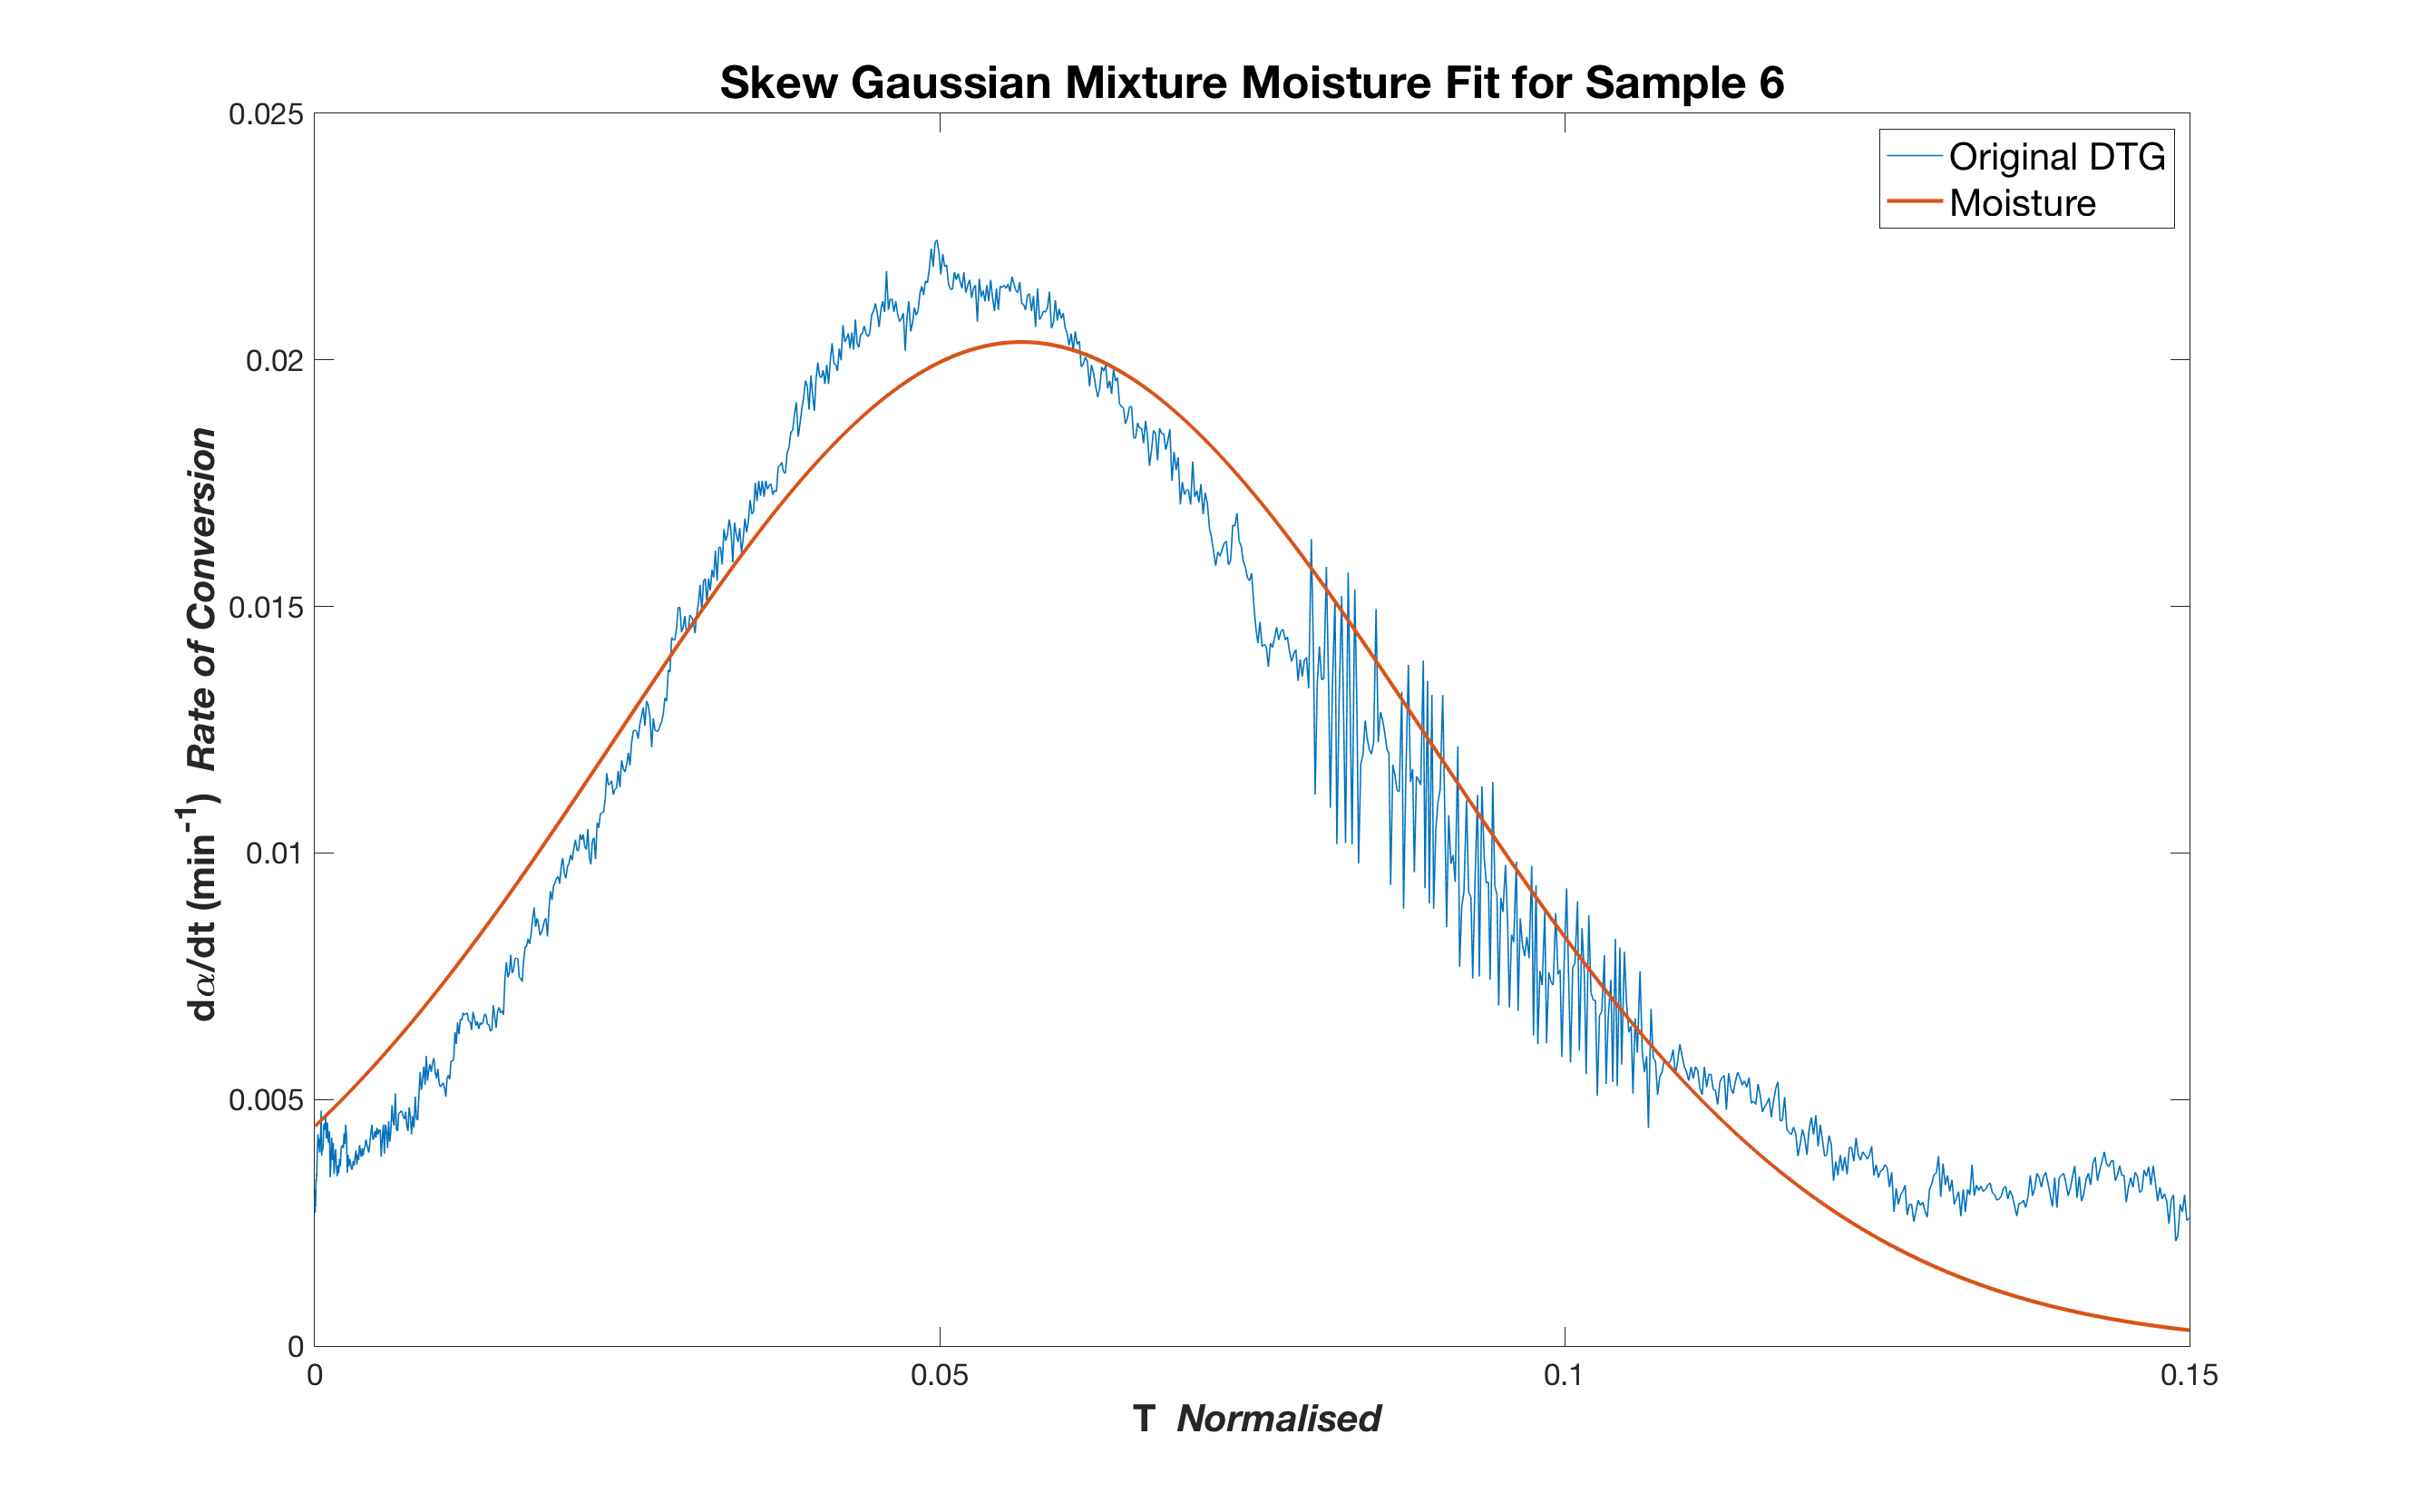 Skew Gaussian Mixture Moisture Fit for Sample 6
0.025
0.02
0.015
0.01
0.005
0
dα/dt (min⁻¹) Rate of Conversion
Original DTG
Moisture
0
0.05
0.1
0.15
T Normalised